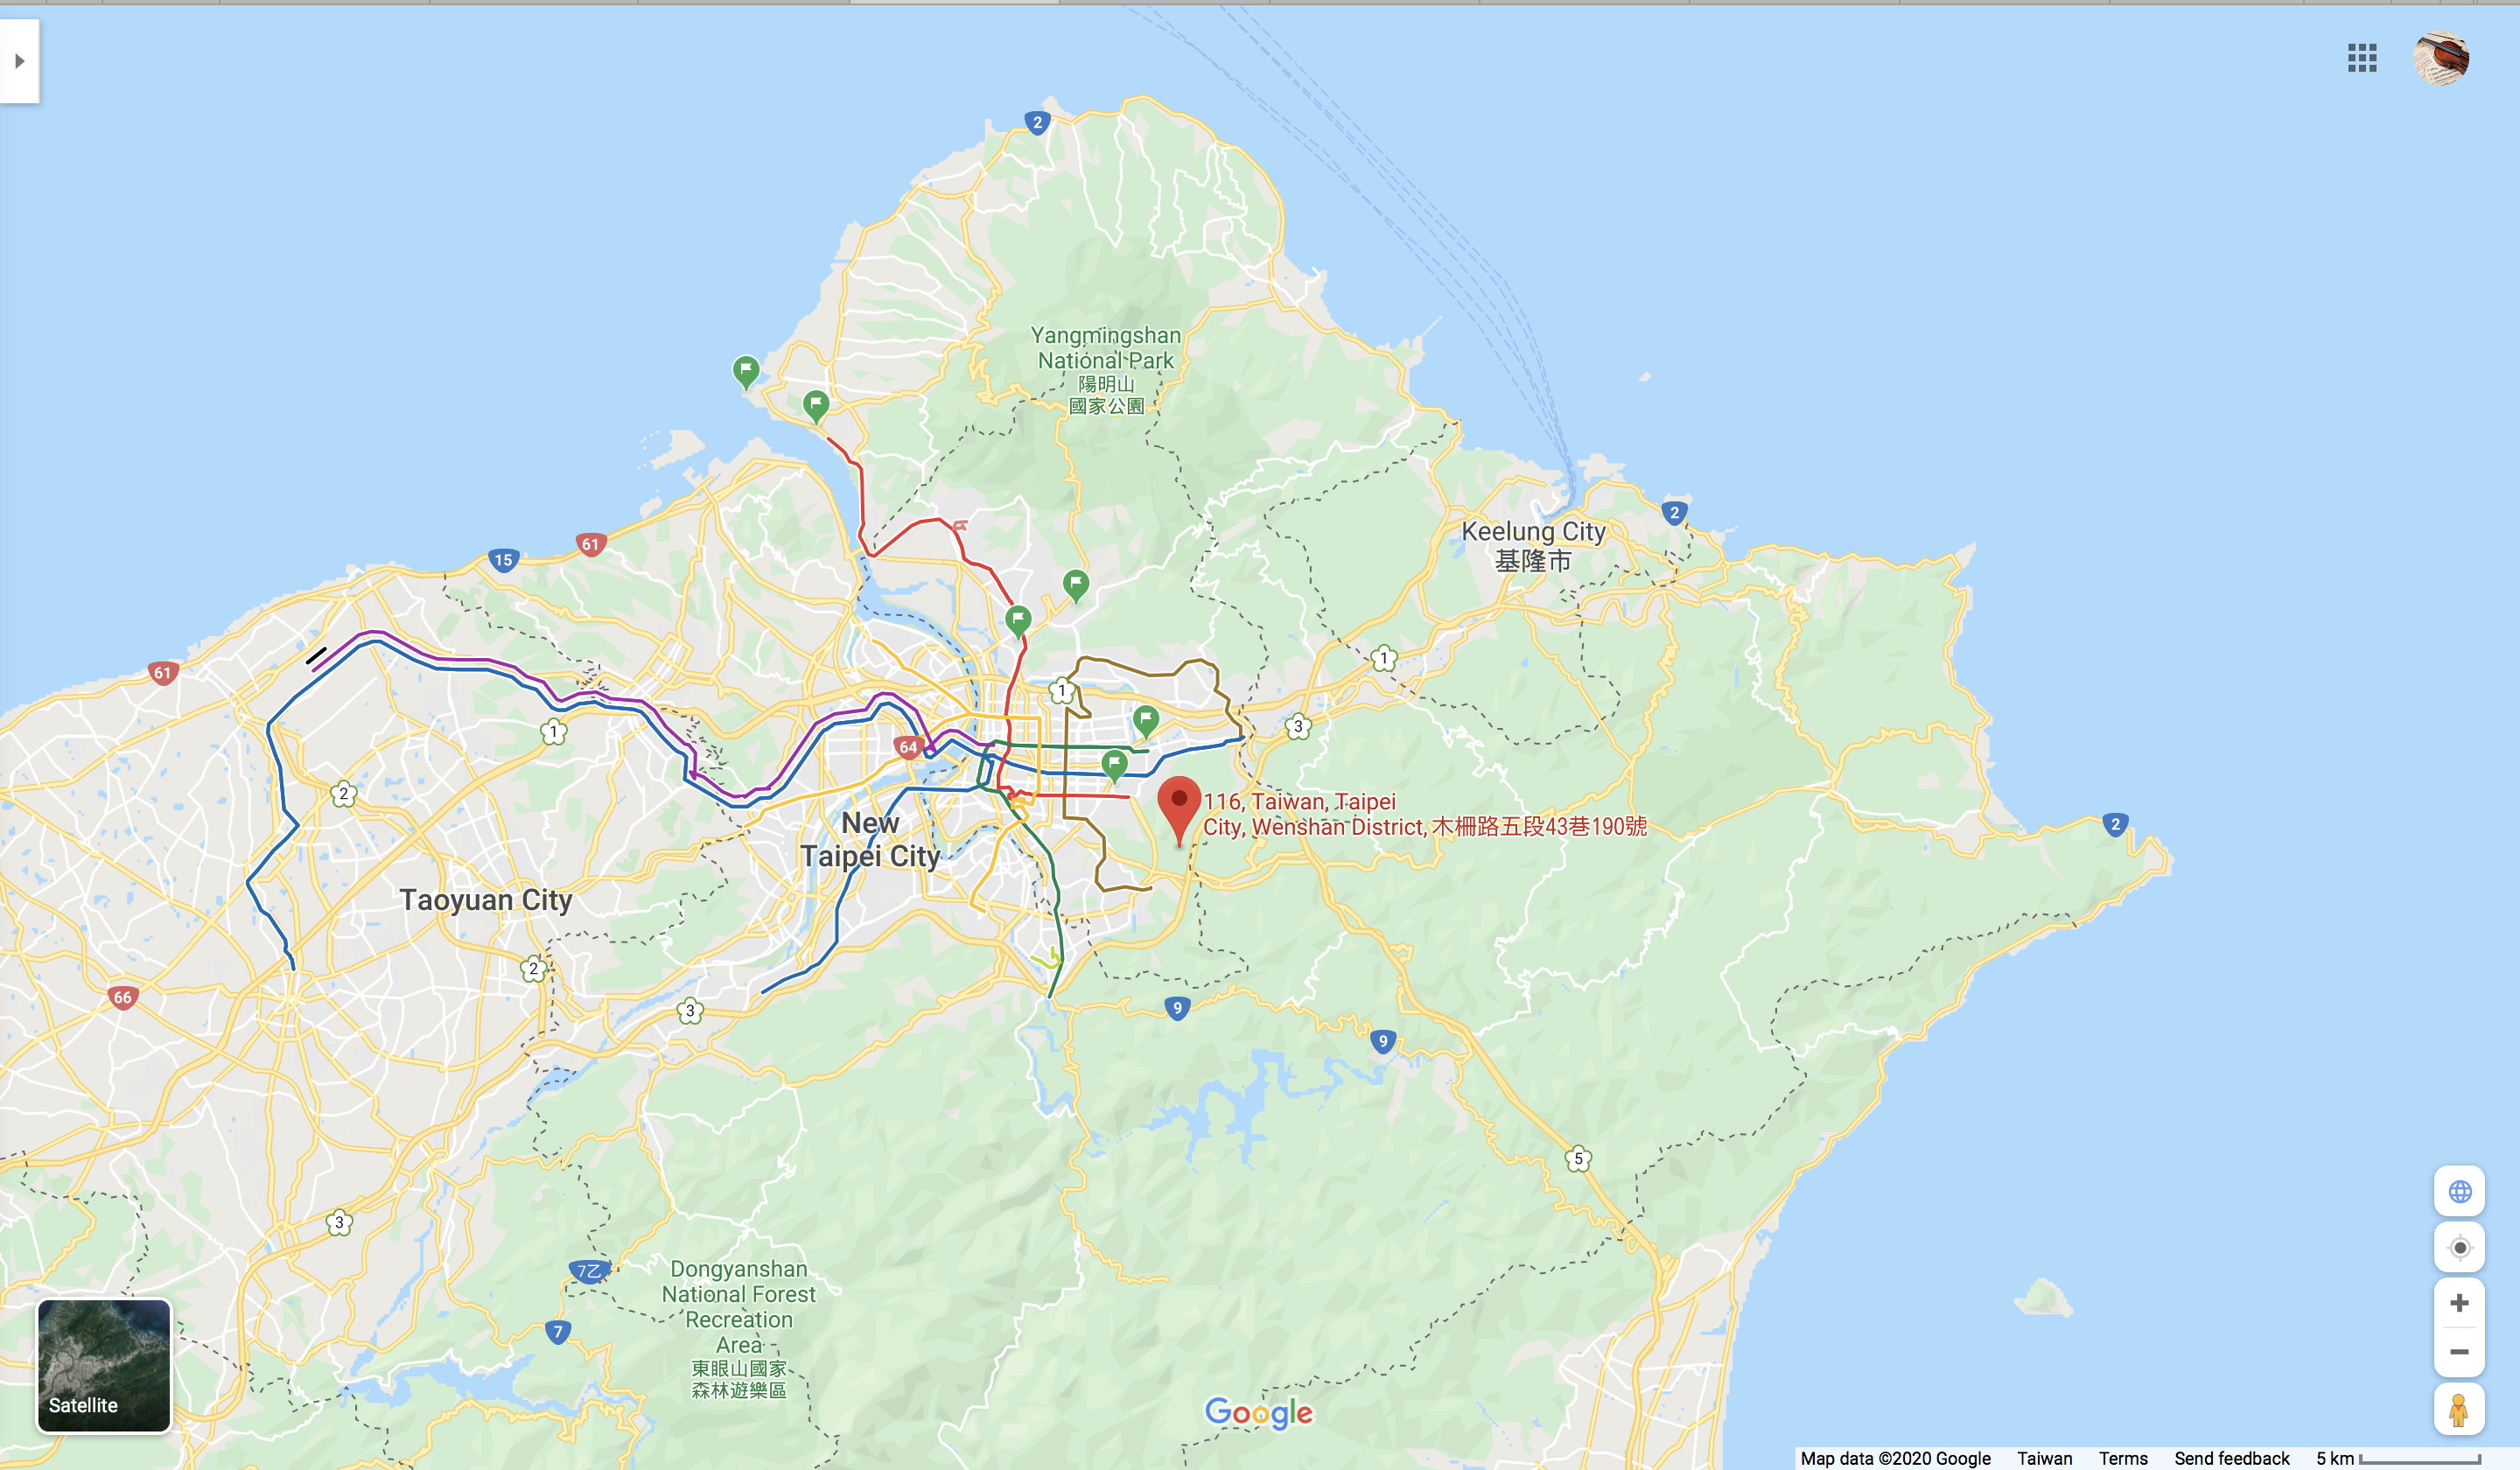 2
Yangmingshan
National Park
陽明山
國家公園
2
Keelung City
基隆市
61
15
61
1
1
3
64
1
2
116, Taiwan, Taipei
City, Wenshan District, 木柵路五段43巷190號
2
New
Taipei City
Taoyuan City
2
66
3
9
9
5
3
7乙
Dongyanshan
National Forest
Recreation
Area
東眼山國家
森林遊樂區
7
Satellite
Google
Map data ©2020 Google Taiwan Terms Send feedback 5 km